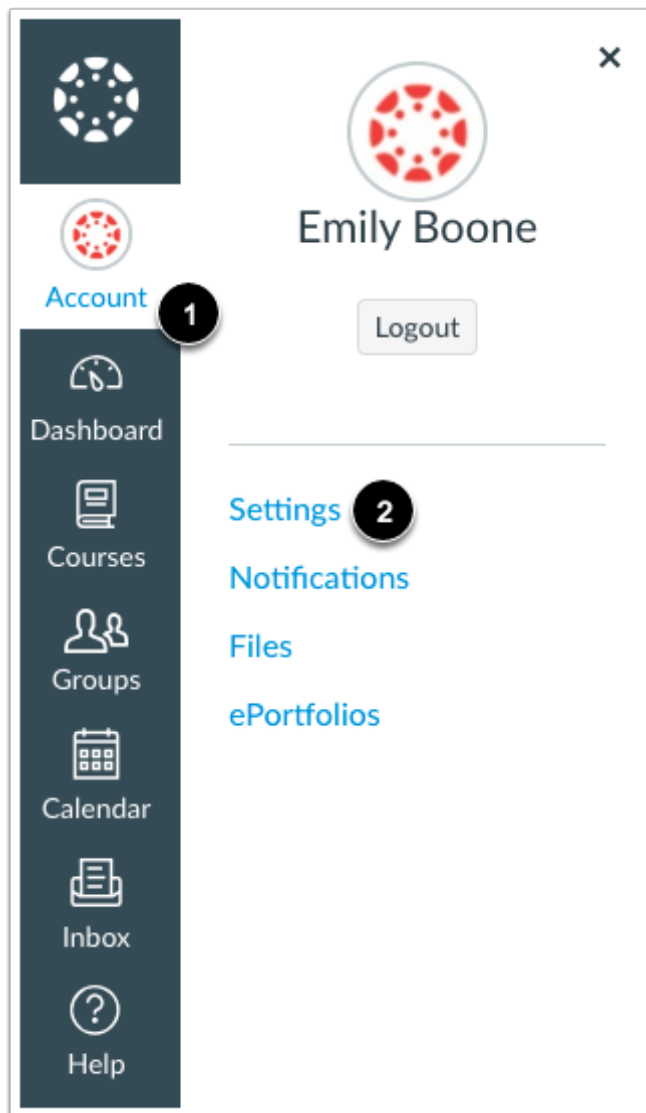 Emily Boone
Logout
Account
1
Dashboard
Courses
Groups
Calendar
Inbox
Help
Settings 2
Notifications
Files
ePortfolios